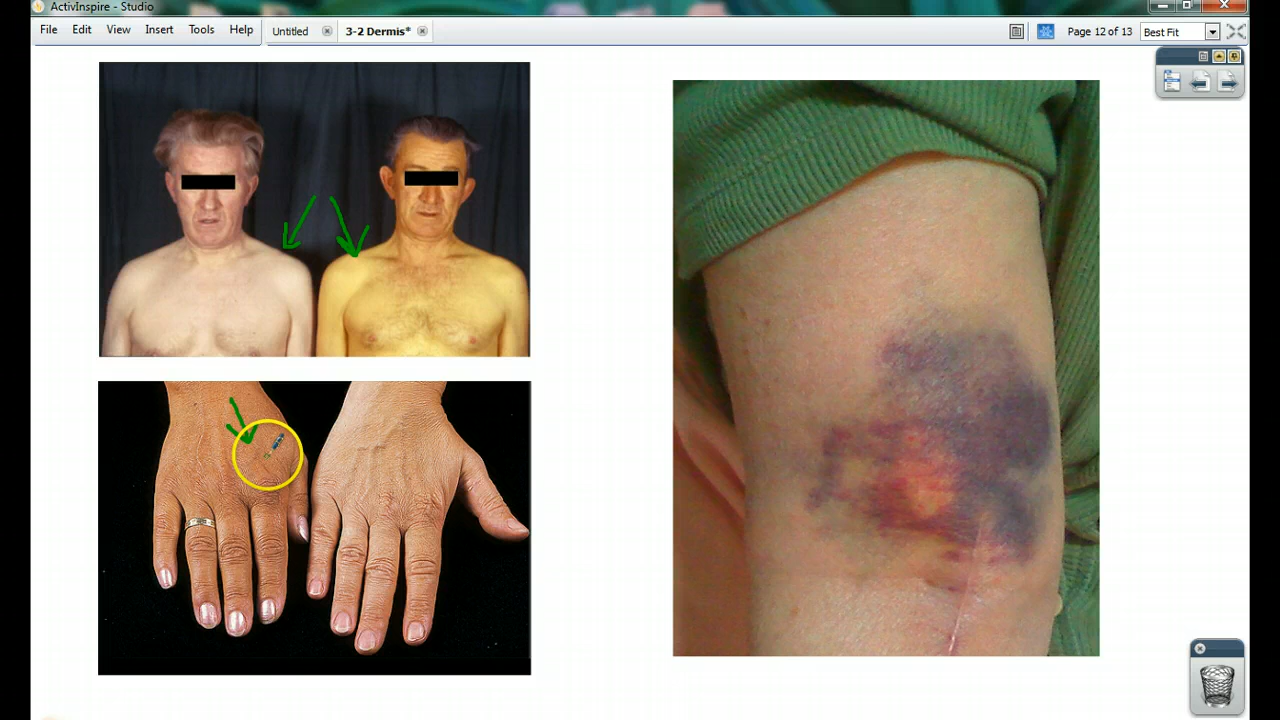 ActivInspire - Studio
File Edit View Insert Tools Help
Untitled
3-2 Dermis*
Page 12 of 13
Best Fit